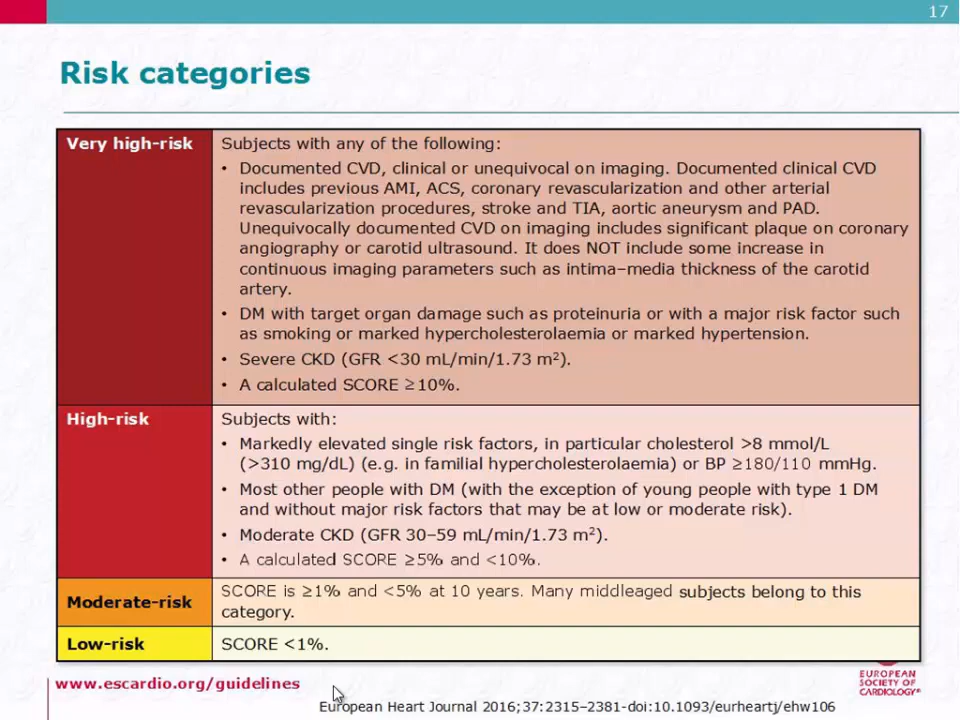 17
Risk categories
Very high-risk
Subjects with any of the following:
• Documented CVD, clinical or unequivocal on imaging. Documented clinical CVD
includes previous AMI, ACS, coronary revascularization and other arterial
revascularization procedures, stroke and TIA, aortic aneurysm and PAD.
Unequivocally documented CVD on imaging includes significant plaque on coronary
angiography or carotid ultrasound. It does NOT include some increase in
continuous imaging parameters such as intima–media thickness of the carotid
artery.
• DM with target organ damage such as proteinuria or with a major risk factor such
as smoking or marked hypercholesterolaemia or marked hypertension.
• Severe CKD (GFR <30 mL/min/1.73 m²).
• A calculated SCORE ≥10%.
High-risk
Subjects with:
• Markedly elevated single risk factors, in particular cholesterol >8 mmol/L
(>310 mg/dL) (e.g. in familial hypercholesterolaemia) or BP ≥180/110 mmHg.
• Most other people with DM (with the exception of young people with type 1 DM
and without major risk factors that may be at low or moderate risk).
• Moderate CKD (GFR 30–59 mL/min/1.73 m²).
• A calculated SCORE ≥5% and <10%.
Moderate-risk
SCORE is ≥1% and <5% at 10 years. Many middleaged subjects belong to this
category.
Low-risk
SCORE <1%.
www.escardio.org/guidelines
EUROPEAN
SOCIETY OF
CARDIOLOGY®
European Heart Journal 2016;37:2315–2381-doi:10.1093/eurheartj/ehw106